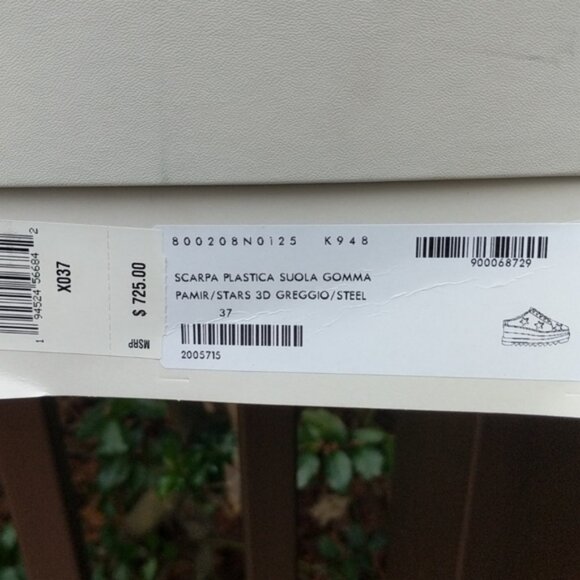 800208N0125 K948
900068729
SCARPA PLASTICA SUOLA GOMMA
PAMIR/STARS 3D GREGGIO/STEEL
37
2005715
1 94524 56684 2
X037
$ 725.00
MSRP